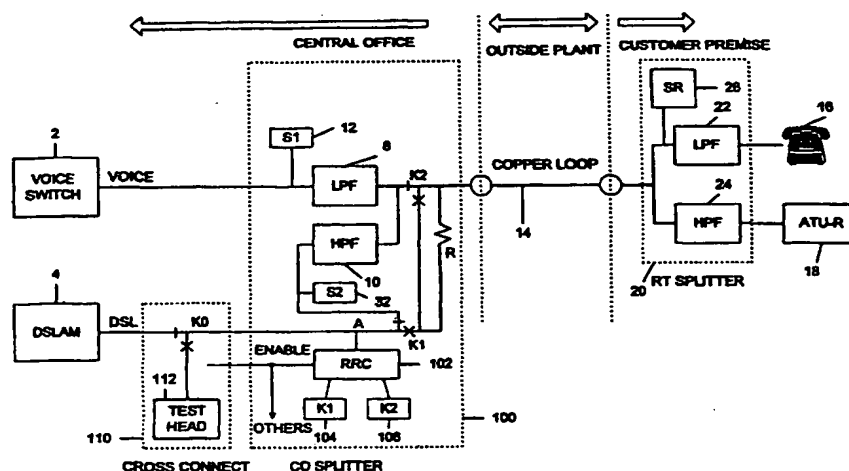 CENTRAL OFFICE
OUTSIDE PLANT
CUSTOMER PREMISE
SR
26
2
12
8
22
16
S1
K2
VOICE SWITCH
VOICE
LPF
COPPER LOOP
LPF
24
HPF
R
14
HPF
ATU-R
4
10
18
S2
32
20
RT SPLITTER
DSLAM
DSL
K0
A
K1
ENABLE
RRC
102
112
TEST HEAD
K1
K2
100
110
OTHERS
104
106
CROSS CONNECT
CO SPLITTER